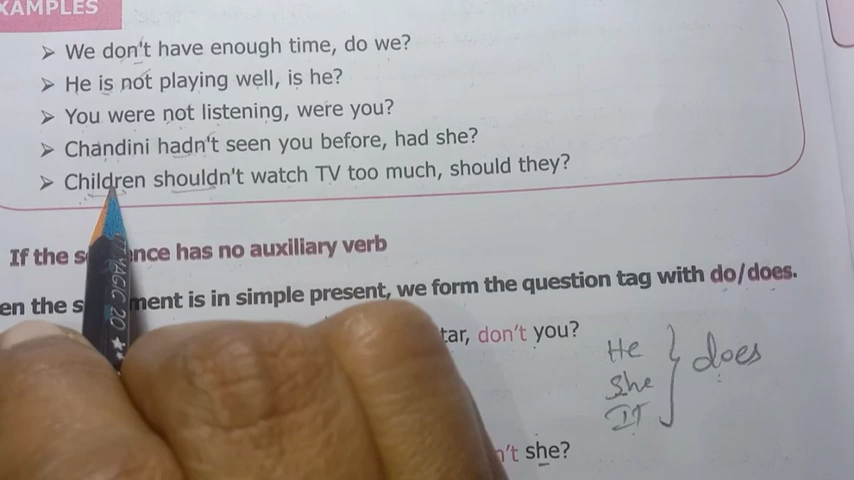 XAMPLES
➢ We don't have enough time, do we?
➢ He is not playing well, is he?
➢ You were not listening, were you?
➢ Chandini hadn't seen you before, had she?
➢ Children shouldn't watch TV too much, should they?
If the s nce has no auxiliary verb
en the s ment is in simple present, we form the question tag with do/does.
tar, don't you?
He
She
It
does
n't she?
VT MAGIC 20